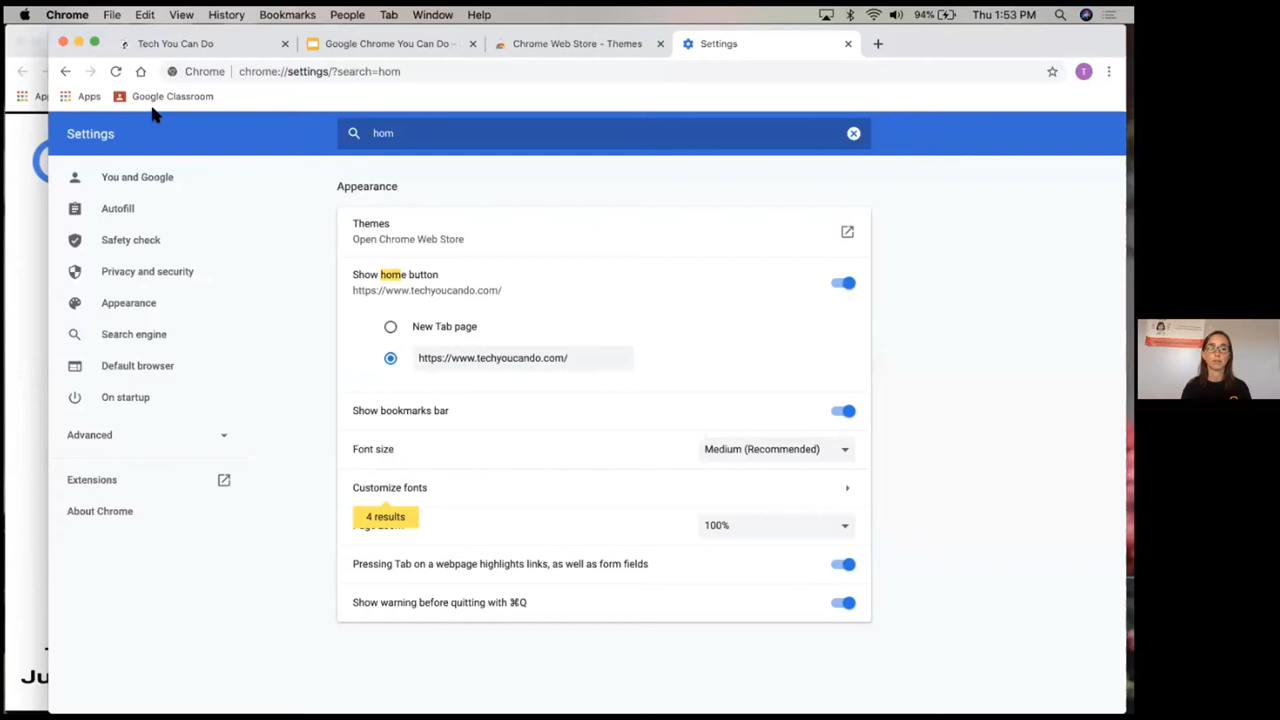 Chrome File Edit View History Bookmarks People Tab Window Help 94% Thu 1:53 PM
Tech You Can Do Google Chrome You Can Do - Chrome Web Store - Themes Settings
Chrome chrome://settings/?search=hom T
Ap Apps Google Classroom
Settings hom
You and Google
Autofill
Safety check
Privacy and security
Appearance
Search engine
Default browser
On startup
Advanced
Extensions
About Chrome
Appearance
Themes
Open Chrome Web Store
Show home button
https://www.techyoucando.com/
New Tab page
https://www.techyoucando.com/
Show bookmarks bar
Font size Medium (Recommended)
Customize fonts
4 results
100%
Pressing Tab on a webpage highlights links, as well as form fields
Show warning before quitting with ⌘Q
Ju